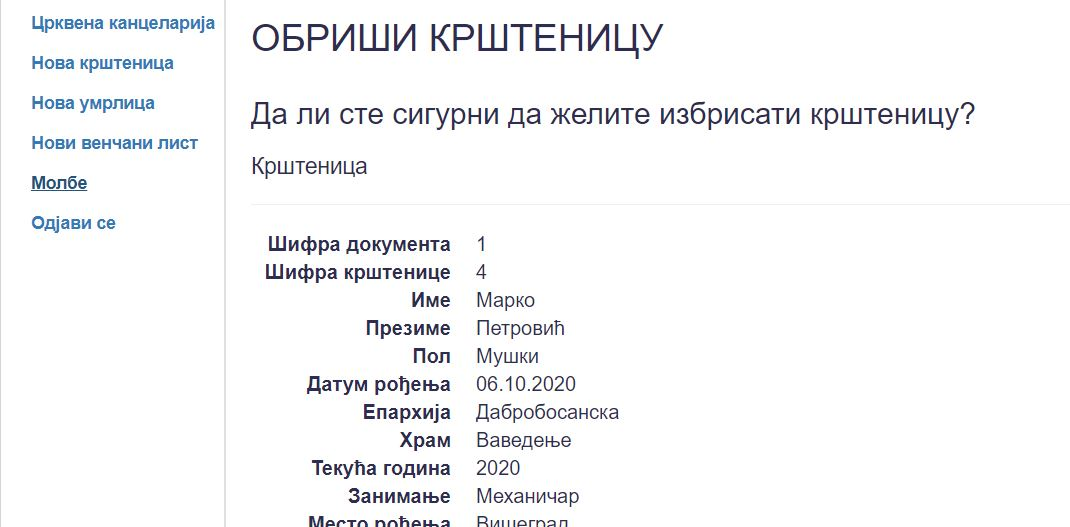 Црквена канцеларија
Нова крштеница
Нова умрлица
Нови венчани лист
Молбе
Одјави се
ОБРИШИ КРШТЕНИЦУ
Да ли сте сигурни да желите избрисати крштеницу?
Крштеница
Шифра документа 1
Шифра крштенице 4
Име Марко
Презиме Петровић
Пол Мушки
Датум рођења 06.10.2020
Епархија Дабробосанска
Храм Ваведење
Текућа година 2020
Занимање Механичар
Место рођења Вишеград